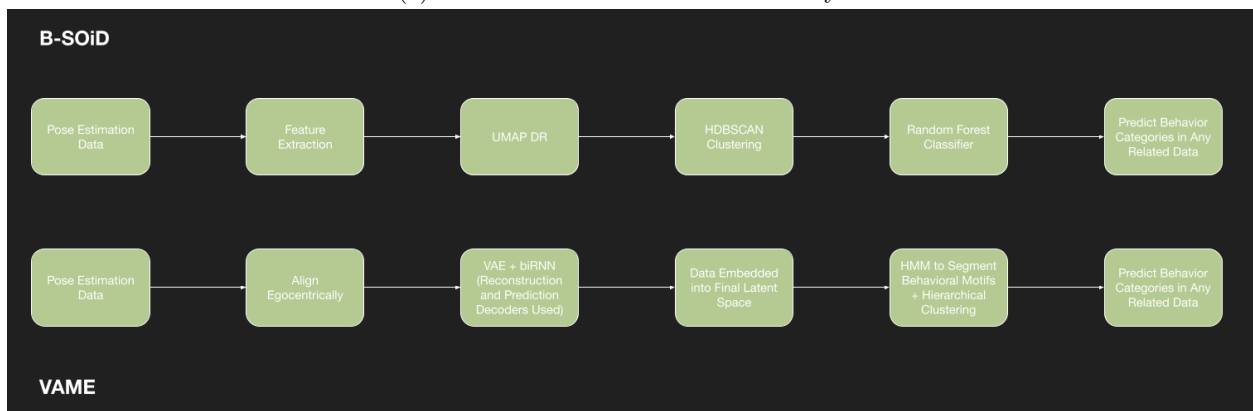 B-SOiD
Pose Estimation
Data
Feature
Extraction
UMAP DR
HDBSCAN
Clustering
Random Forest
Classifier
Predict Behavior
Categories in Any
Related Data
Pose Estimation
Data
Align
Egocentrically
VAE + biRNN
(Reconstruction
and Prediction
Decoders Used)
Data Embedded
into Final Latent
Space
HMM to Segment
Behavioral Motifs
+ Hierarchical
Clustering
Predict Behavior
Categories in Any
Related Data
VAME